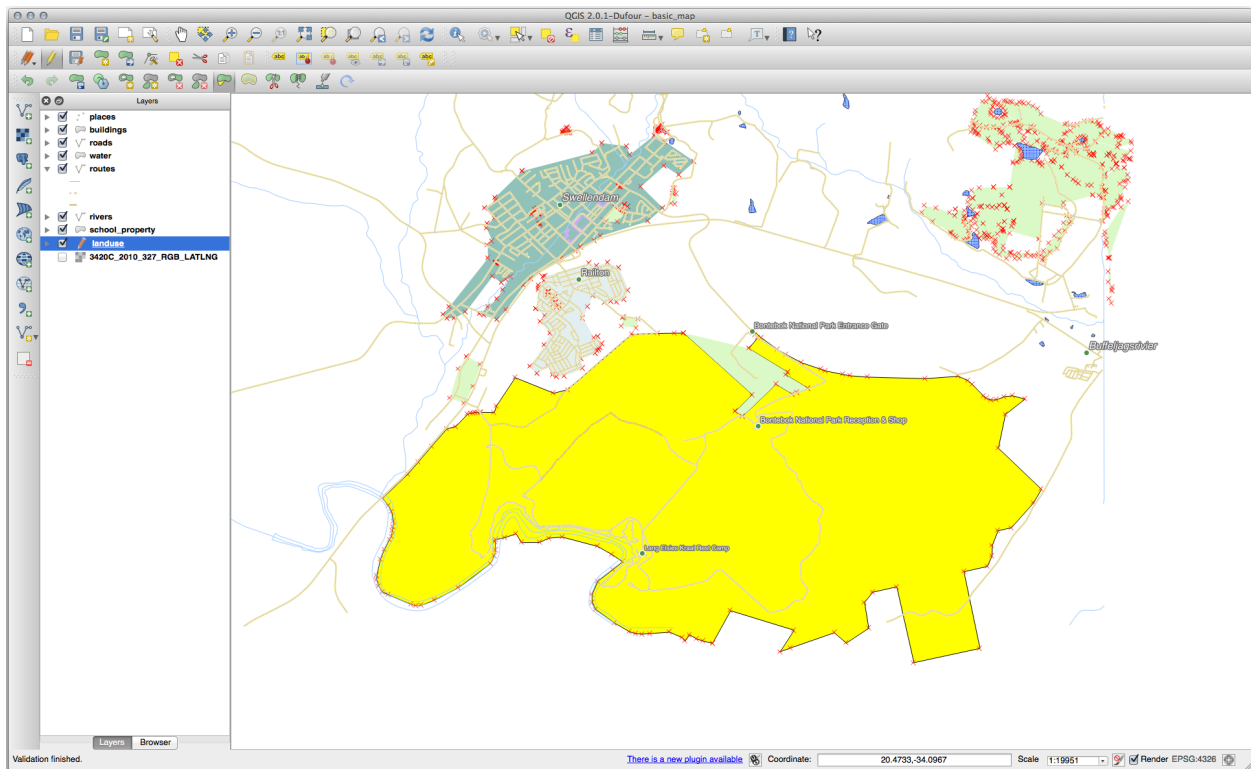 QGIS 2.0.1-Dufour - basic_map
Layers
places
buildings
roads
water
routes
rivers
school_property
landuse
3420C_2010_327_RGB_LATLNG
Swellendam
Railton
Bontebok National Park Entrance Gate
Buffeljagsrivier
Bontebok National Park Reception & Shop
Lang Elsies Kraal Rest Camp
Layers Browser
Validation finished.
There is a new plugin available
Coordinate:
20.4733,-34.0967
Scale
1:19951
Render
EPSG:4326